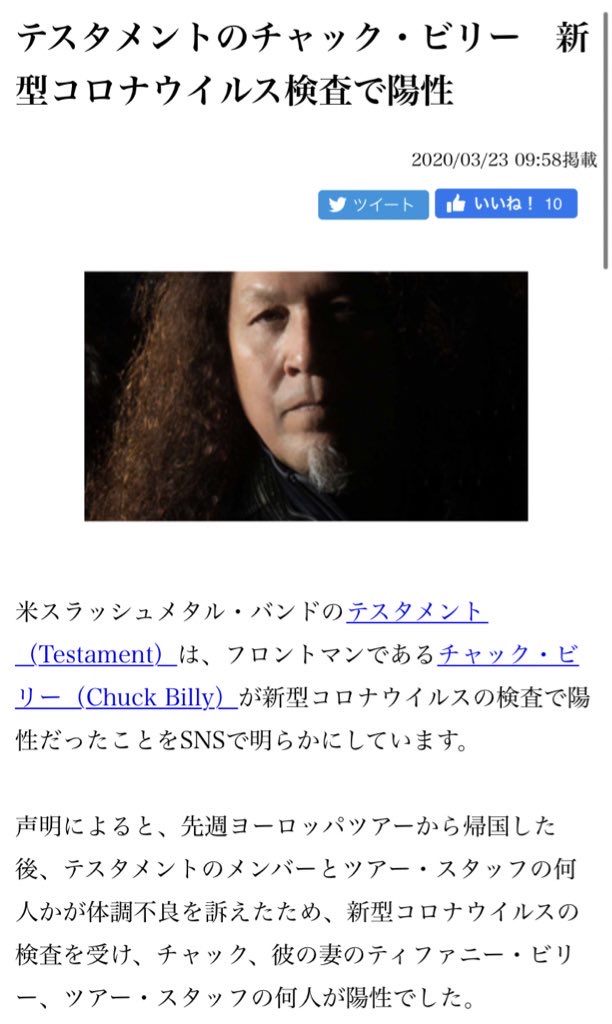 テスタメントのチャック・ビリー　新
型コロナウイルス検査で陽性
2020/03/23 09:58掲載
ツイート
いいね！ 10
米スラッシュメタル・バンドのテスタメント
（Testament）は、フロントマンであるチャック・ビ
リー（Chuck Billy）が新型コロナウイルスの検査で陽
性だったことをSNSで明らかにしています。
声明によると、先週ヨーロッパツアーから帰国した
後、テスタメントのメンバーとツアー・スタッフの何
人かが体調不良を訴えたため、新型コロナウイルスの
検査を受け、チャック、彼の妻のティファニー・ビリ
ー、ツアー・スタッフの何人が陽性でした。